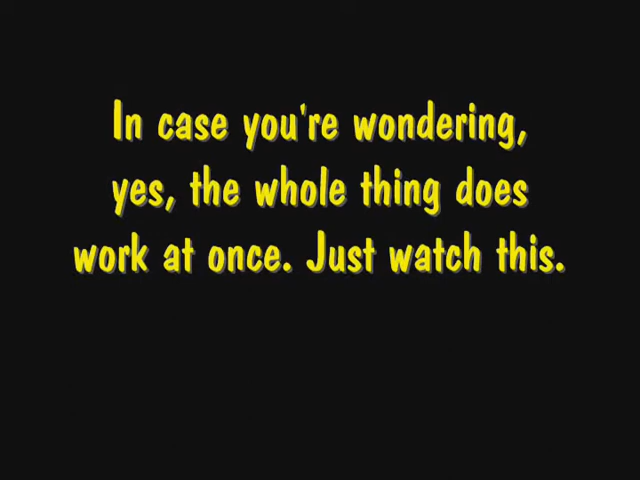 In case you're wondering,
yes, the whole thing does
work at once. Just watch this.